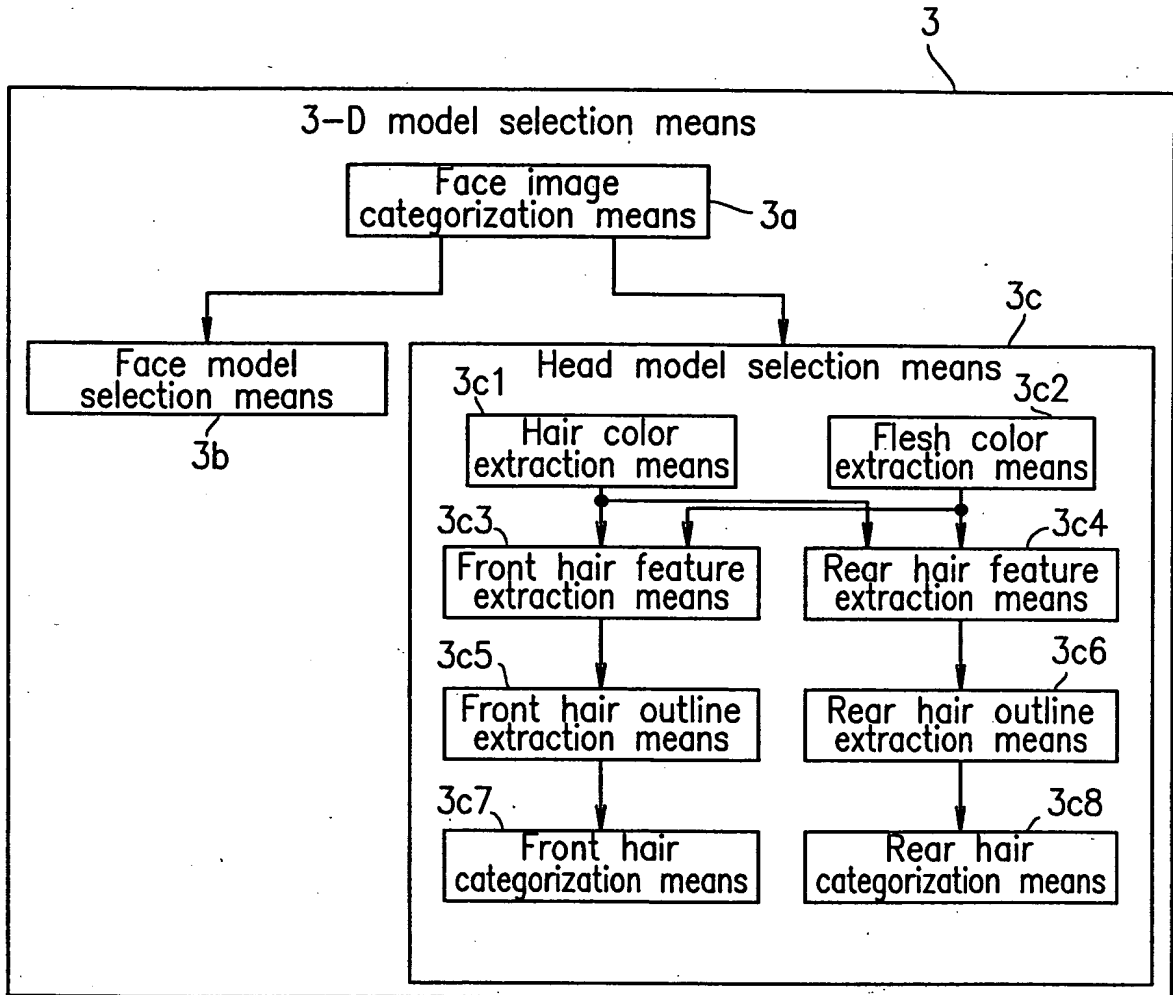 3
3-D model selection means
Face image
categorization means
3a
3c
Face model
selection means
3b
Head model selection means
3c1
3c2
Hair color
extraction means
Flesh color
extraction means
3c3
3c4
Front hair feature
extraction means
Rear hair feature
extraction means
3c5
3c6
Front hair outline
extraction means
Rear hair outline
extraction means
3c7
3c8
Front hair
categorization means
Rear hair
categorization means